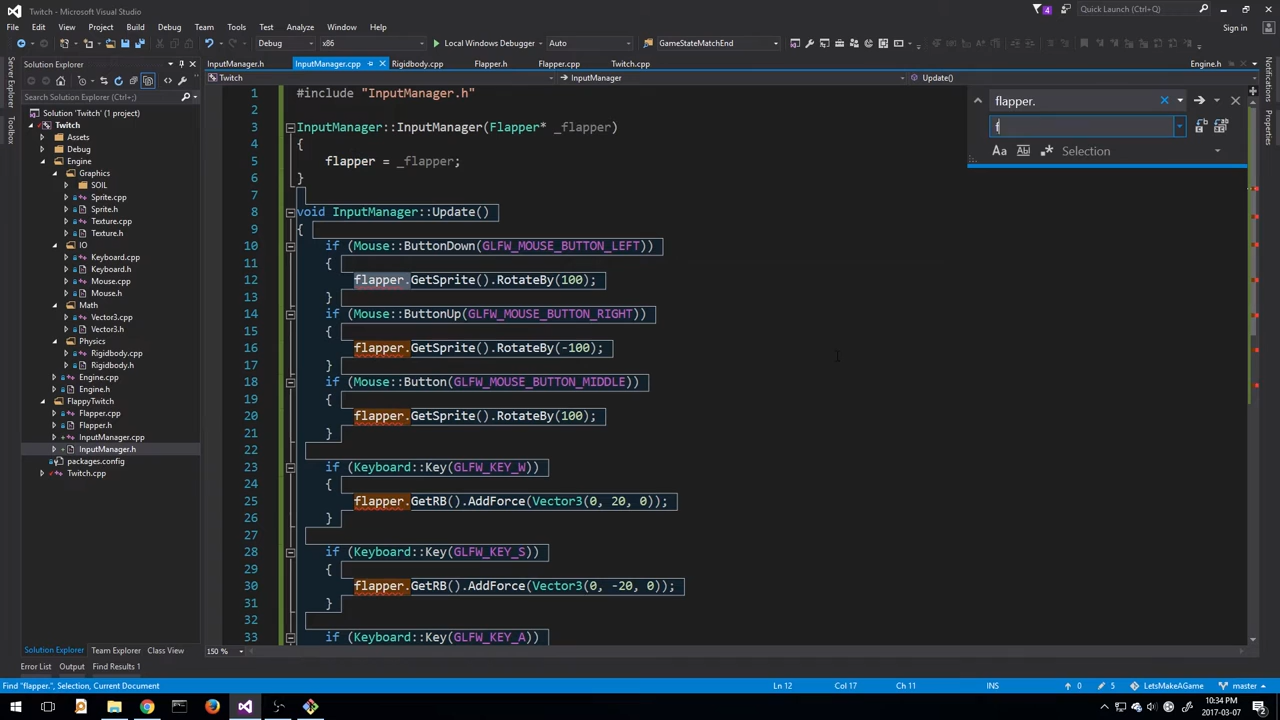 Twitch - Microsoft Visual Studio
4
Quick Launch (Ctrl+Q)
File Edit View Project Build Debug Team Tools Test Analyze Window Help
Sign in
Debug x86 Local Windows Debugger Auto GameStateMatchEnd
Server Explorer
Toolbox
Solution Explorer
Search Solution Explorer (Ctrl+;)
Solution 'Twitch' (1 project)
Twitch
Assets
Debug
Engine
Graphics
SOIL
Sprite.cpp
Sprite.h
Texture.cpp
Texture.h
IO
Keyboard.cpp
Keyboard.h
Mouse.cpp
Mouse.h
Math
Vector3.cpp
Vector3.h
Physics
Rigidbody.cpp
Rigidbody.h
Engine.cpp
Engine.h
FlappyTwitch
Flapper.cpp
Flapper.h
InputManager.cpp
InputManager.h
packages.config
Twitch.cpp
Solution Explorer Team Explorer Class View
InputManager.h InputManager.cpp Rigidbody.cpp Flapper.h Flapper.cpp Twitch.cpp Engine.h
Twitch InputManager Update()
flapper.
f
Selection
1 #include "InputManager.h"
2
3 InputManager::InputManager(Flapper* _flapper)
4 {
5 flapper = _flapper;
6 }
7
8 void InputManager::Update()
9 {
10 if (Mouse::ButtonDown(GLFW_MOUSE_BUTTON_LEFT))
11 {
12 flapper.GetSprite().RotateBy(100);
13 }
14 if (Mouse::ButtonUp(GLFW_MOUSE_BUTTON_RIGHT))
15 {
16 flapper.GetSprite().RotateBy(-100);
17 }
18 if (Mouse::Button(GLFW_MOUSE_BUTTON_MIDDLE))
19 {
20 flapper.GetSprite().RotateBy(100);
21 }
22
23 if (Keyboard::Key(GLFW_KEY_W))
24 {
25 flapper.GetRB().AddForce(Vector3(0, 20, 0));
26 }
27
28 if (Keyboard::Key(GLFW_KEY_S))
29 {
30 flapper.GetRB().AddForce(Vector3(0, -20, 0));
31 }
32
33 if (Keyboard::Key(GLFW_KEY_A))
150 %
Notifications
Properties
Error List Output Find Results 1
Find "flapper.", Selection, Current Document Ln 12 Col 17 Ch 11 INS 0 5 LetsMakeAGame master
10:34 PM
2017-03-07
2